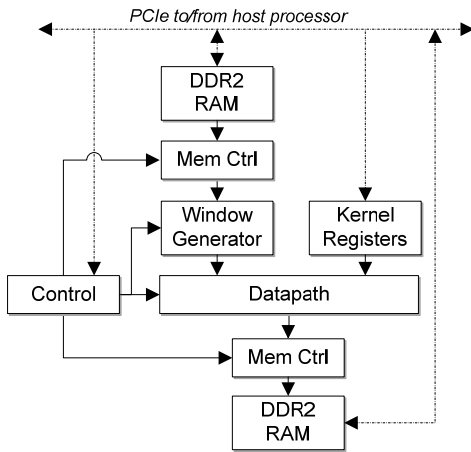 PCIe to/from host processor
DDR2
RAM
Mem Ctrl
Window
Generator
Kernel
Registers
Control
Datapath
Mem Ctrl
DDR2
RAM